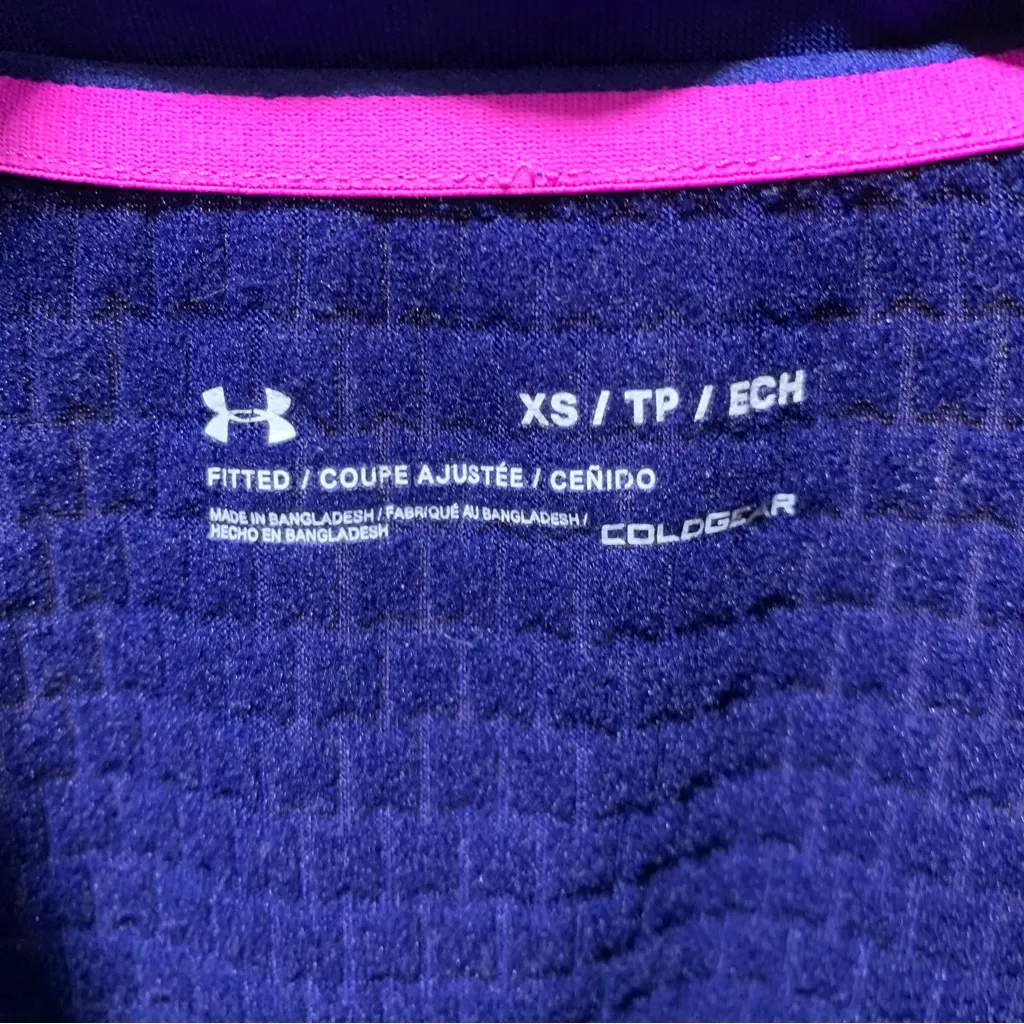 XS / TP / ECH
FITTED / COUPE AJUSTÉE / CEÑIDO
MADE IN BANGLADESH / FABRIQUÉ AU BANGLADESH /
HECHO EN BANGLADESH
COLDGEAR